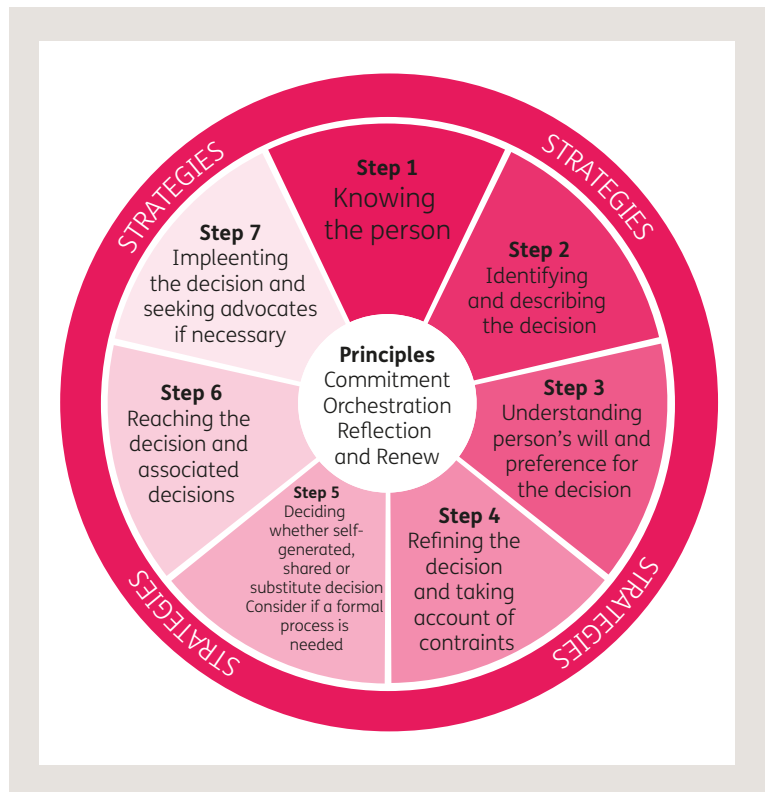 STRATEGIES
STRATEGIES
Step 1
Knowing
the person
Step 2
Identifying
and describing
the decision
Step 3
Understanding
person's will and
preference for
the decision
Step 4
Refining the
decision
and taking
account of
contraints
Step 5
Deciding
whether self-
generated,
shared or
substitute decision
Consider if a formal
process is
needed
Step 6
Reaching the
decision and
associated
decisions
Step 7
Impleenting
the decision and
seeking advocates
if necessary
Principles
Commitment
Orchestration
Reflection
and Renew
STRATEGIES
STRATEGIES